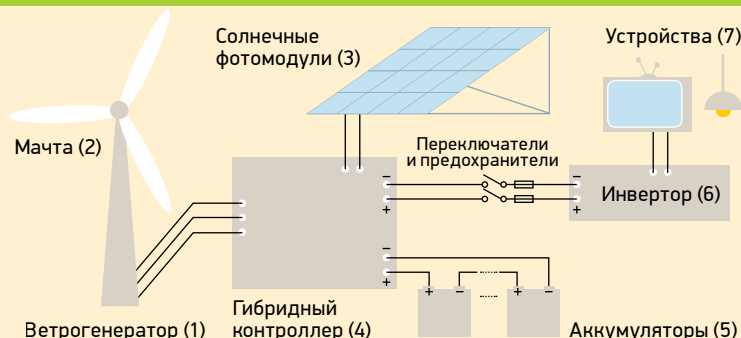 Солнечные
фотомодули (3)
Устройства (7)
Мачта (2)
Переключатели
и предохранители
−
+
−
+
Инвертор (6)
−
+
+
−
+
−
Гибридный
контроллер (4)
Ветрогенератор (1)
Аккумуляторы (5)